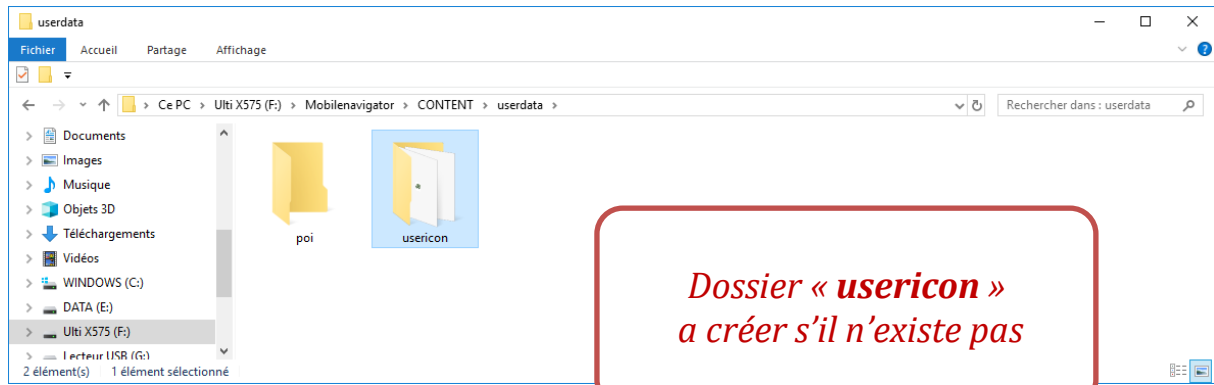 userdata
Fichier Accueil Partage Affichage
Ce PC > Ulti X575 (F:) > Mobilenavigator > CONTENT > userdata >
Rechercher dans : userdata
Documents
Images
Musique
Objets 3D
Téléchargements
Vidéos
WINDOWS (C:)
DATA (E:)
Ulti X575 (F:)
Lecteur USB (G:)
poi
usericon
Dossier « usericon »
a créer s’il n’existe pas
2 élément(s) 1 élément sélectionné